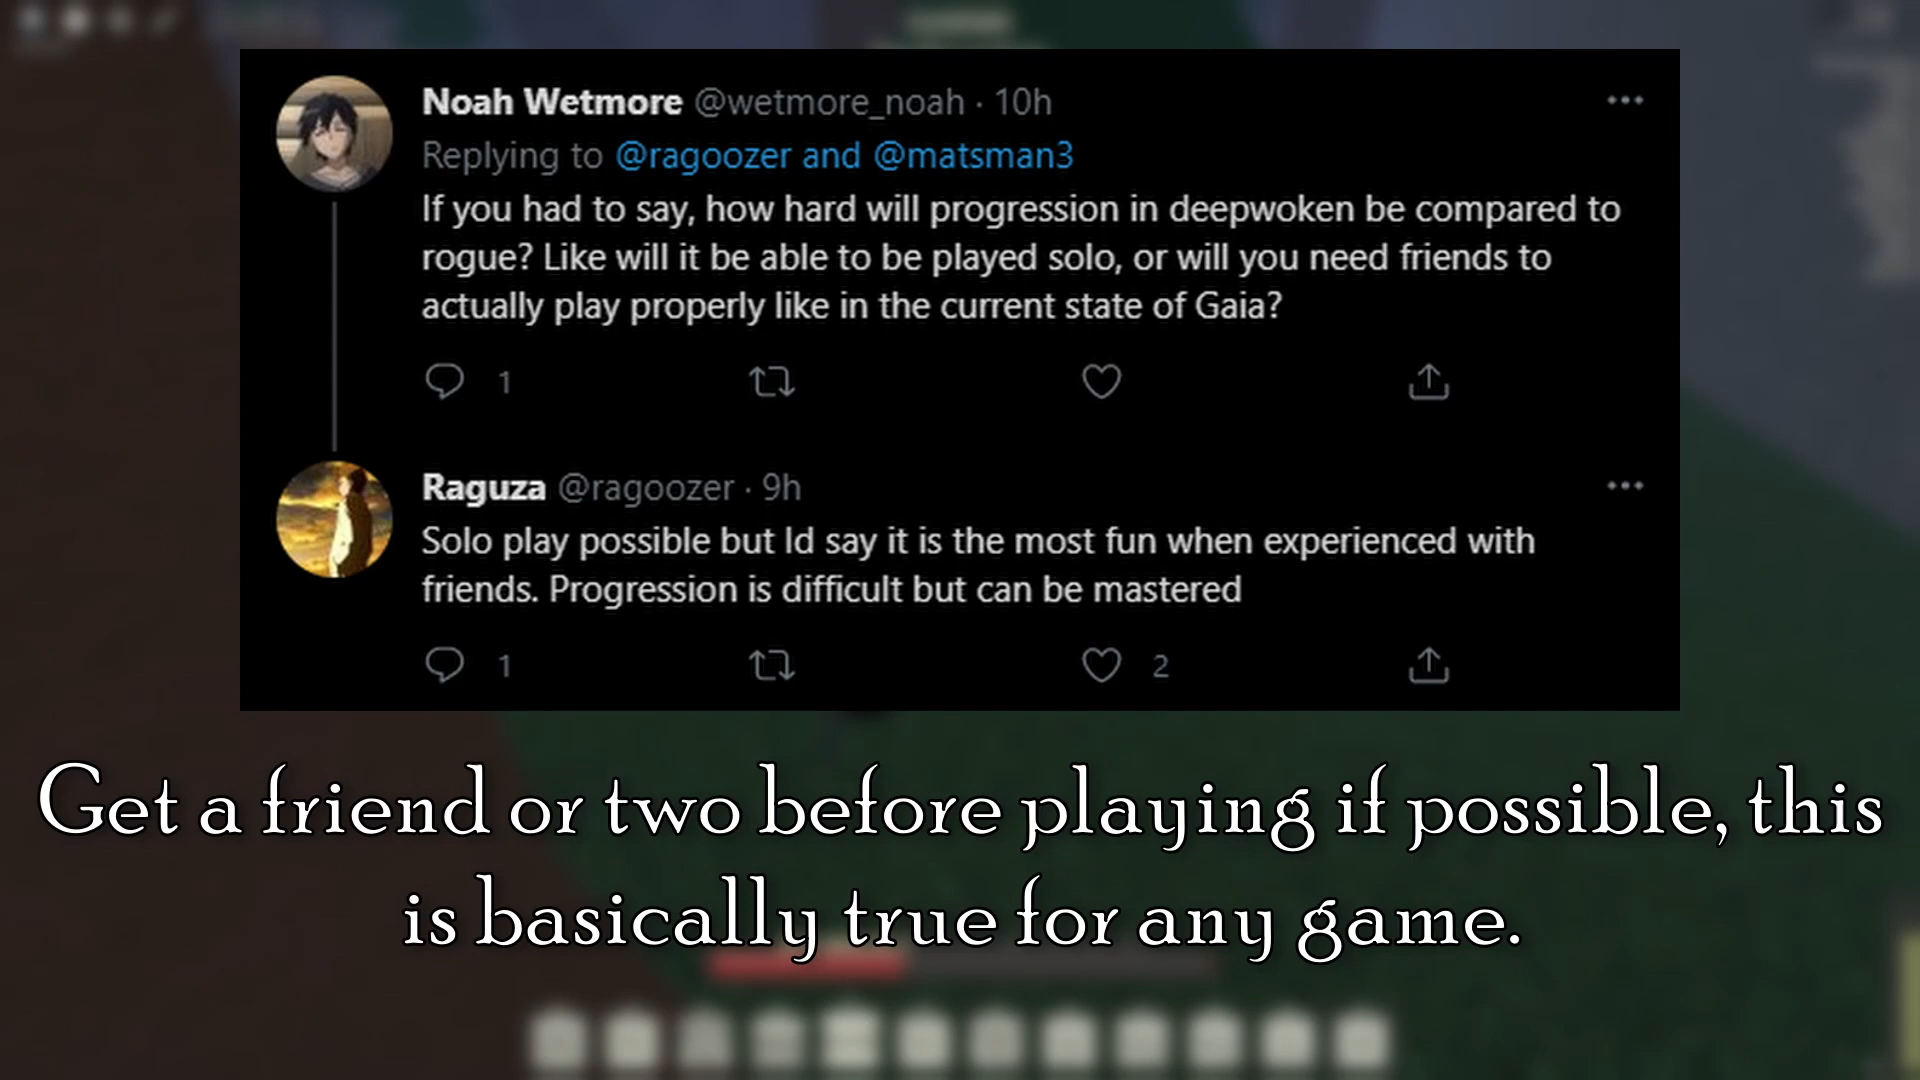 Noah Wetmore @wetmore_noah · 10h
Replying to @ragoozer and @matsman3
If you had to say, how hard will progression in deepwoken be compared to
rogue? Like will it be able to be played solo, or will you need friends to
actually play properly like in the current state of Gaia?
1
Raguza @ragoozer · 9h
Solo play possible but Id say it is the most fun when experienced with
friends. Progression is difficult but can be mastered
1 2
Get a friend or two before playing if possible, this
is basically true for any game.